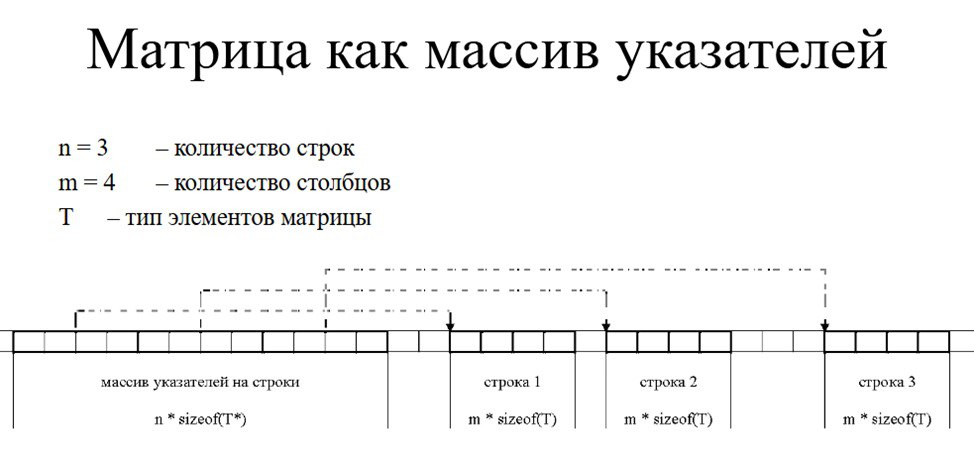 Матрица как массив указателей
n = 3 – количество строк
m = 4 – количество столбцов
T – тип элементов матрицы
массив указателей на строки
n * sizeof(T*)
строка 1
m * sizeof(T)
строка 2
m * sizeof(T)
строка 3
m * sizeof(T)